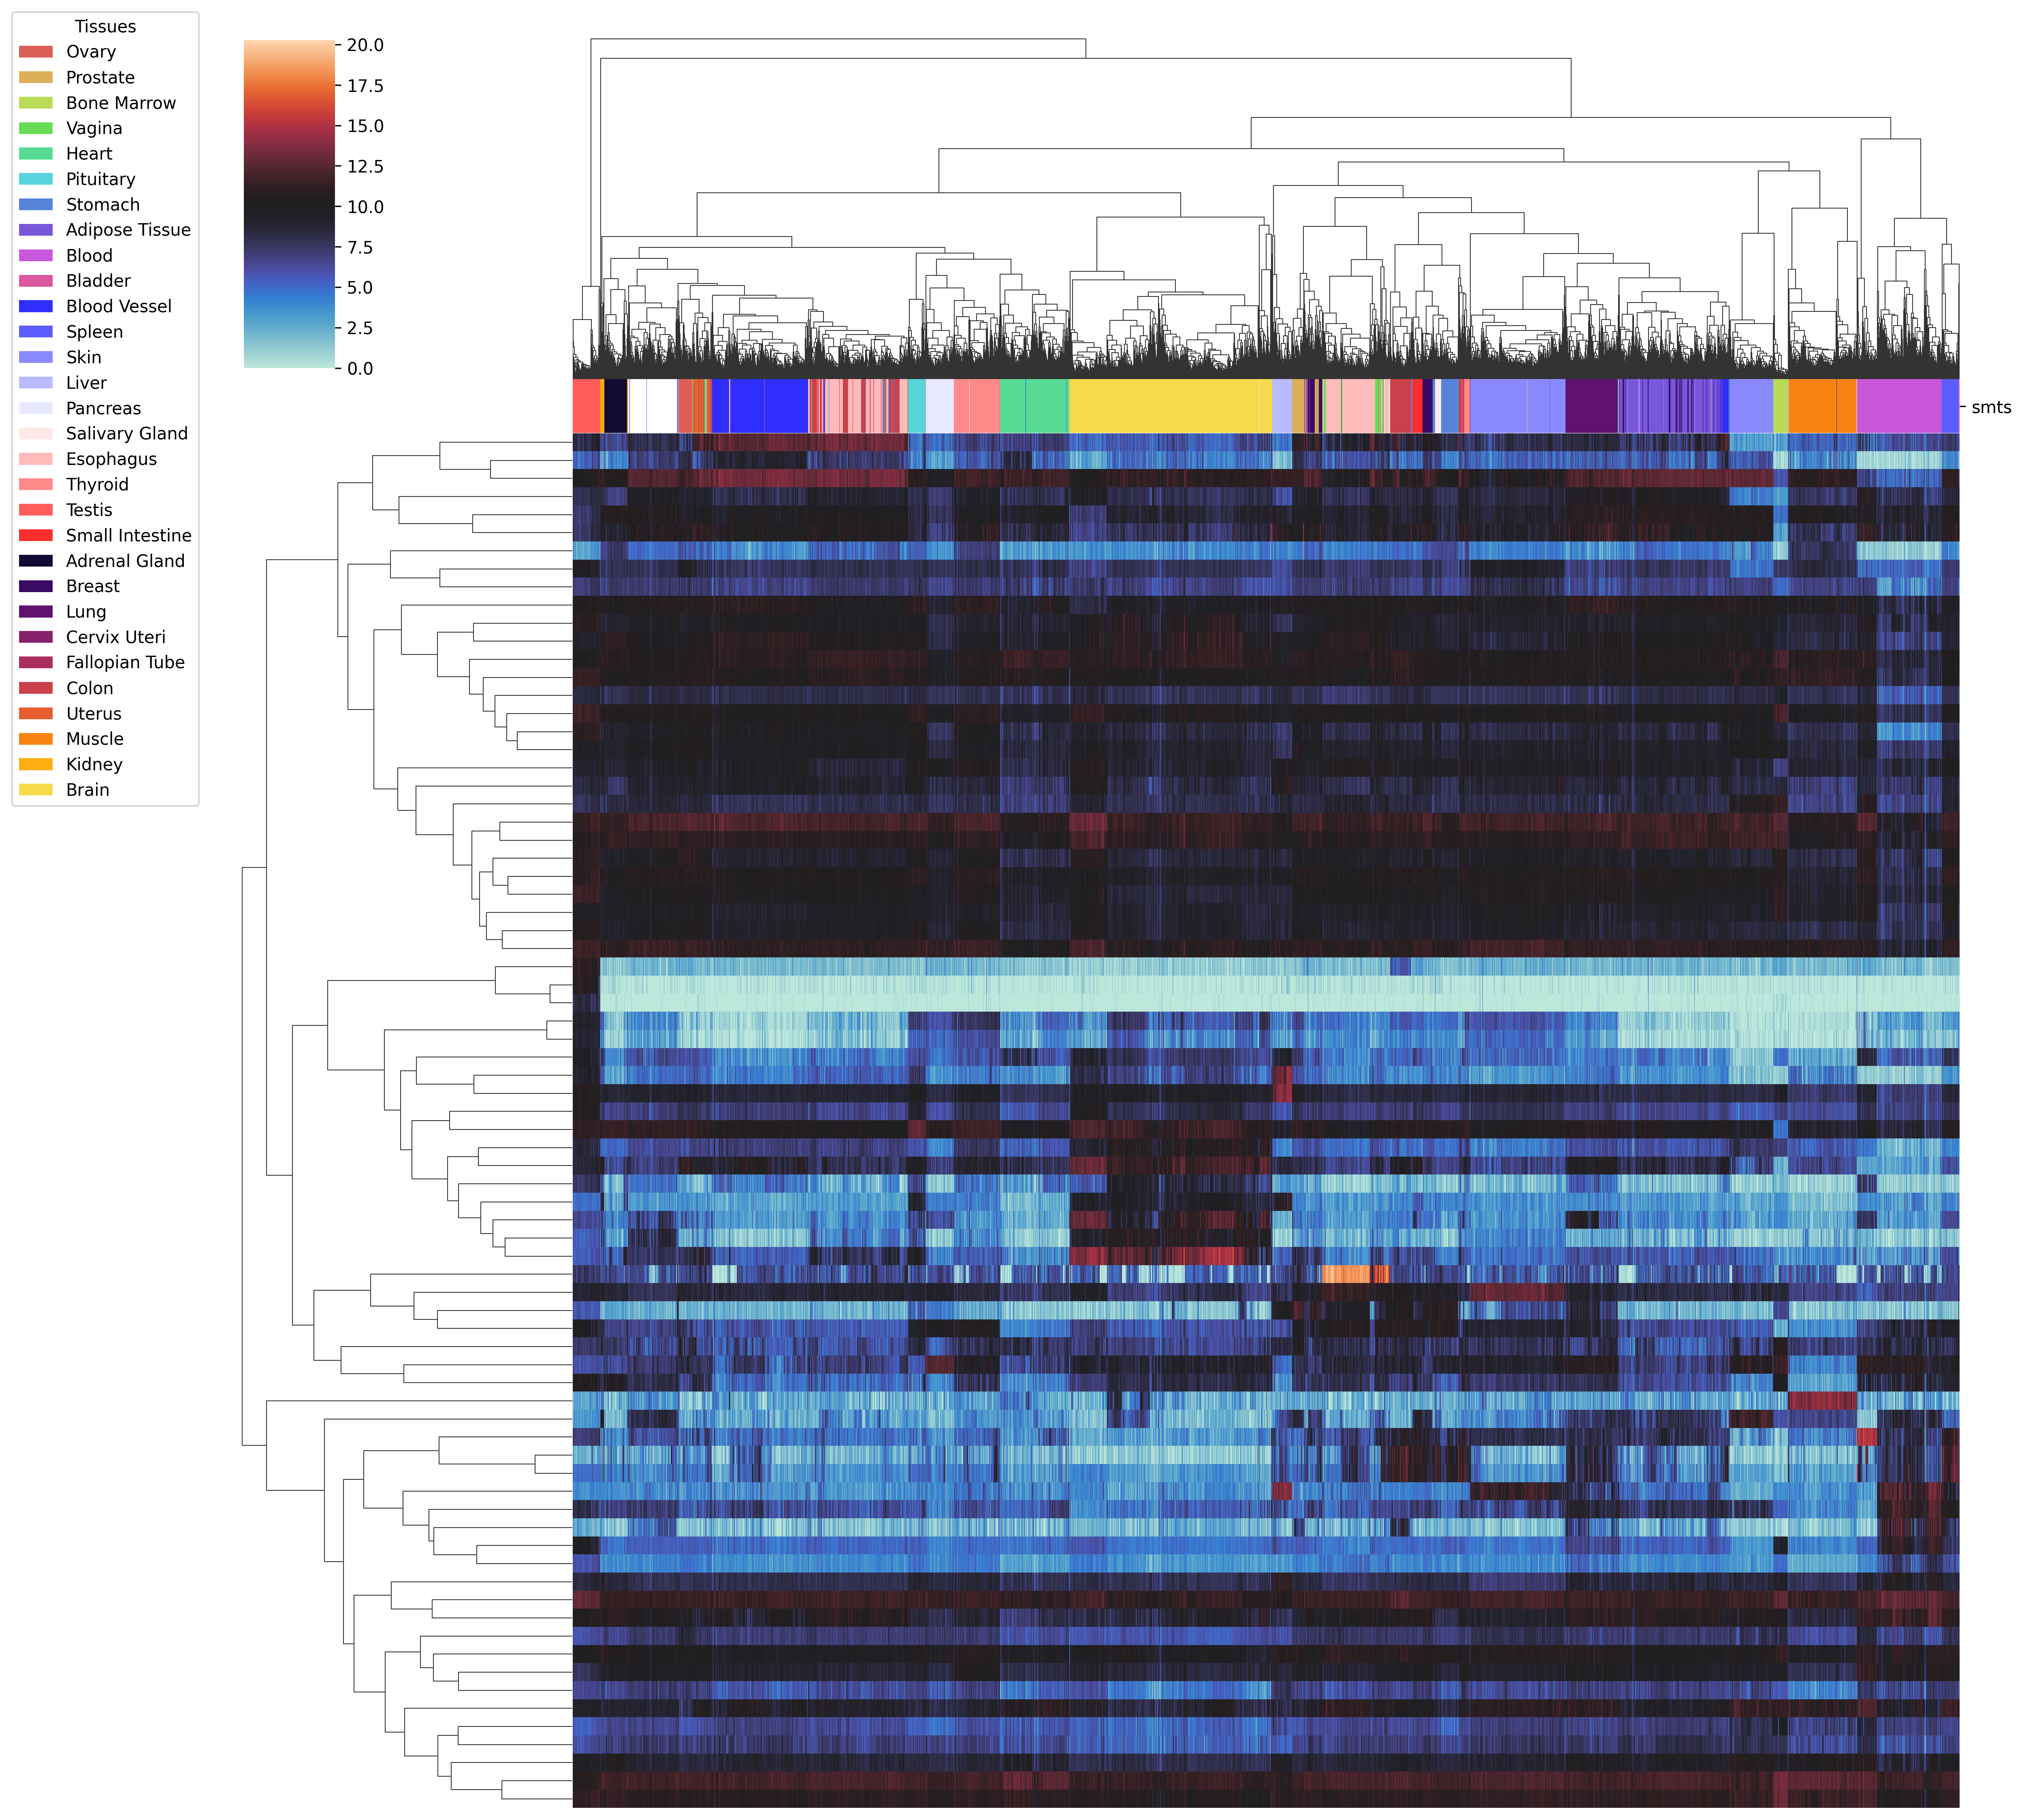 Tissues
Ovary
Prostate
Bone Marrow
Vagina
Heart
Pituitary
Stomach
Adipose Tissue
Blood
Bladder
Blood Vessel
Spleen
Skin
Liver
Pancreas
Salivary Gland
Esophagus
Thyroid
Testis
Small Intestine
Adrenal Gland
Breast
Lung
Cervix Uteri
Fallopian Tube
Colon
Uterus
Muscle
Kidney
Brain
20.0
17.5
15.0
12.5
10.0
7.5
5.0
2.5
0.0
smts